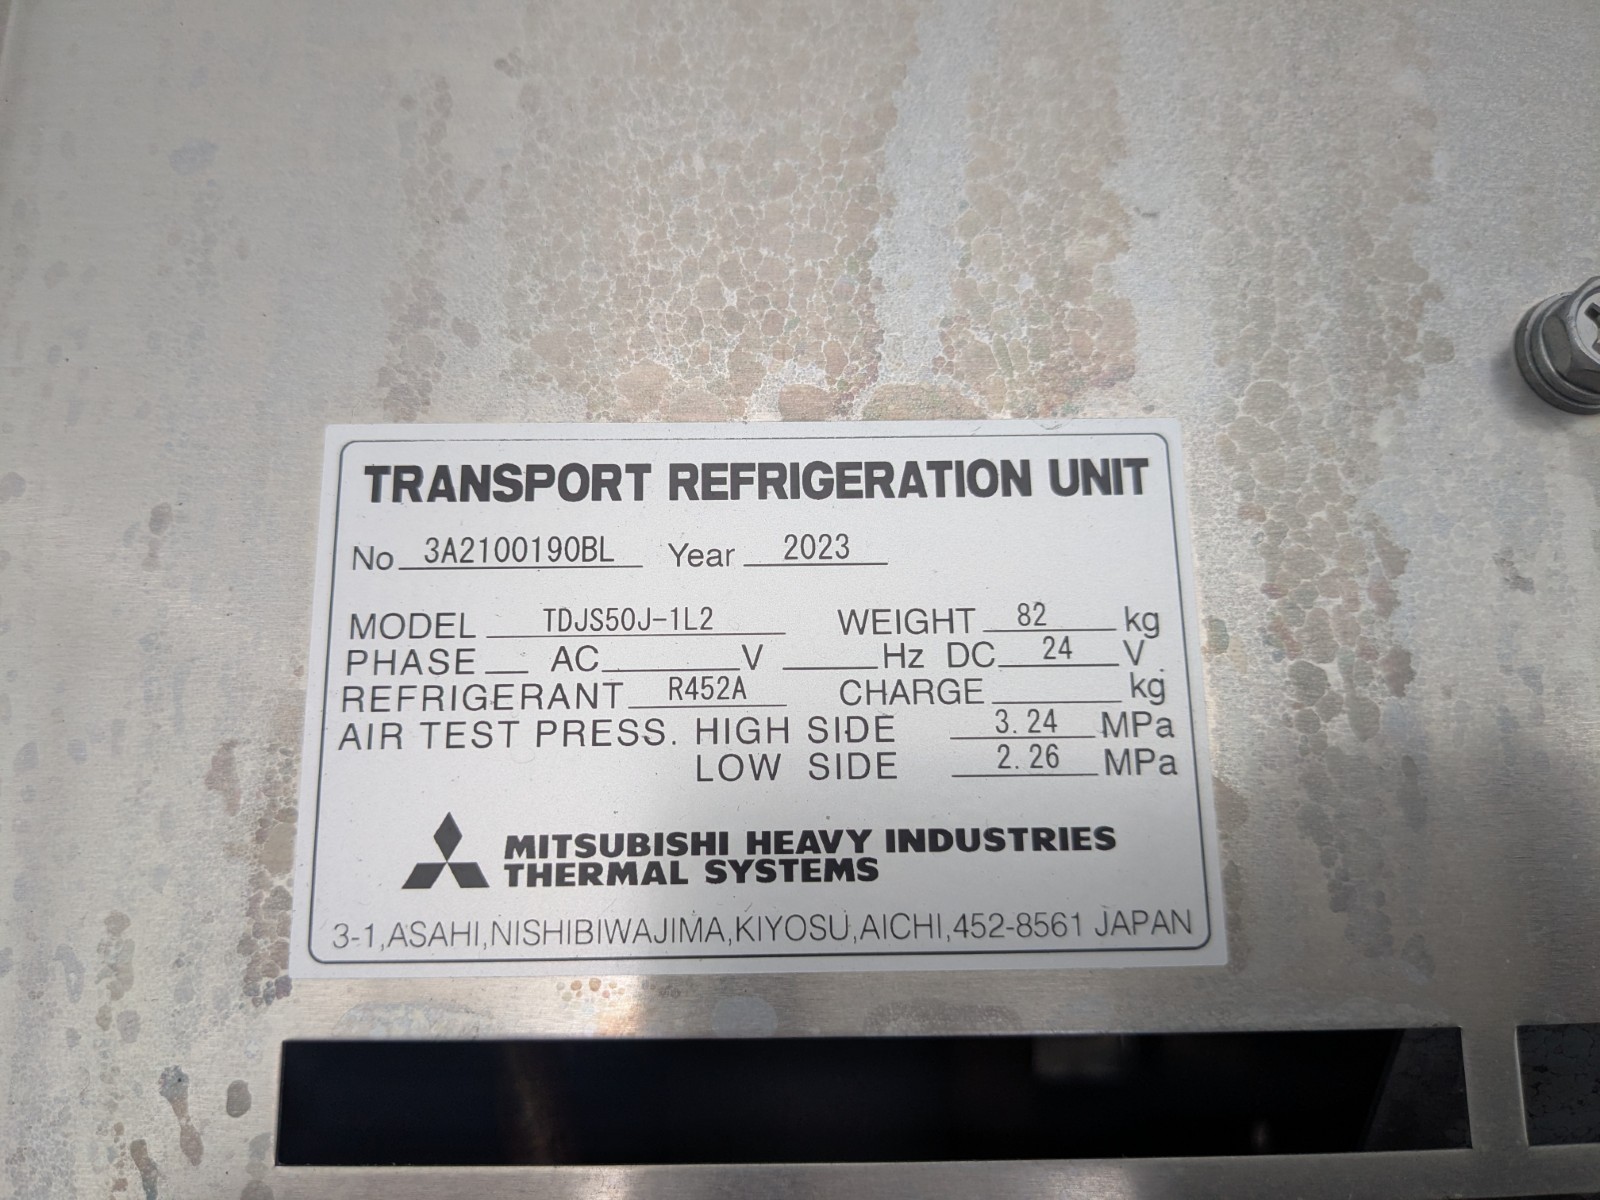 TRANSPORT REFRIGERATION UNIT
No 3A2100190BL Year 2023
MODEL TDJS50J-1L2 WEIGHT 82 kg
PHASE AC V Hz DC 24 V
REFRIGERANT R452A CHARGE kg
AIR TEST PRESS. HIGH SIDE 3.24 MPa
LOW SIDE 2.26 MPa
MITSUBISHI HEAVY INDUSTRIES
THERMAL SYSTEMS
3-1,ASAHI,NISHIBIWAJIMA,KIYOSU,AICHI,452-8561 JAPAN